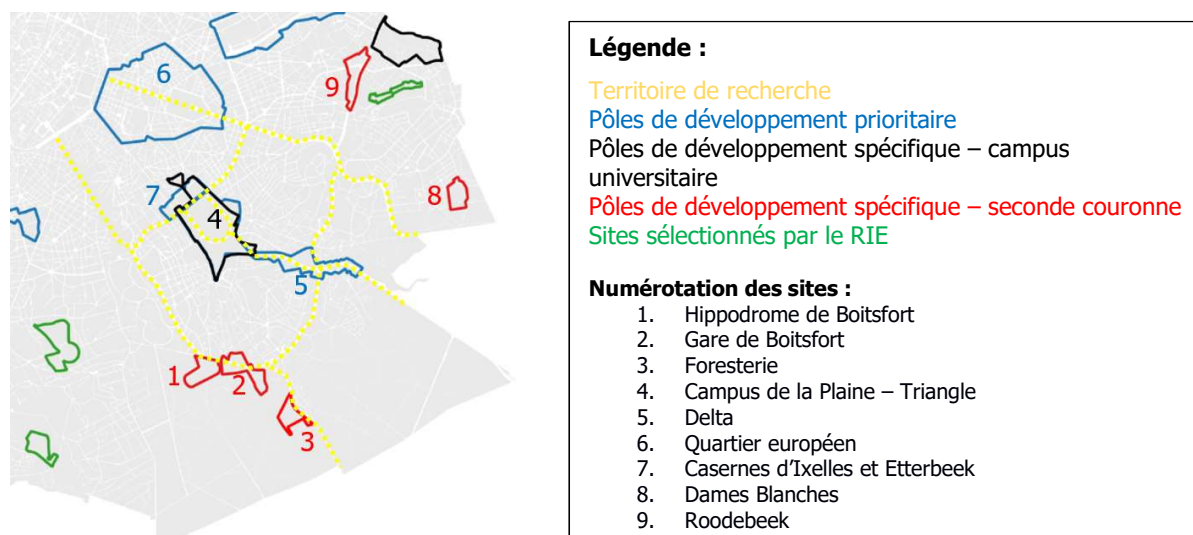 6
9
7
4
8
5
1
2
3
Légende :
Territoire de recherche
Pôles de développement prioritaire
Pôles de développement spécifique – campus
universitaire
Pôles de développement spécifique – seconde couronne
Sites sélectionnés par le RIE
Numérotation des sites :
1. Hippodrome de Boitsfort
2. Gare de Boitsfort
3. Foresterie
4. Campus de la Plaine – Triangle
5. Delta
6. Quartier européen
7. Casernes d’Ixelles et Etterbeek
8. Dames Blanches
9. Roodebeek